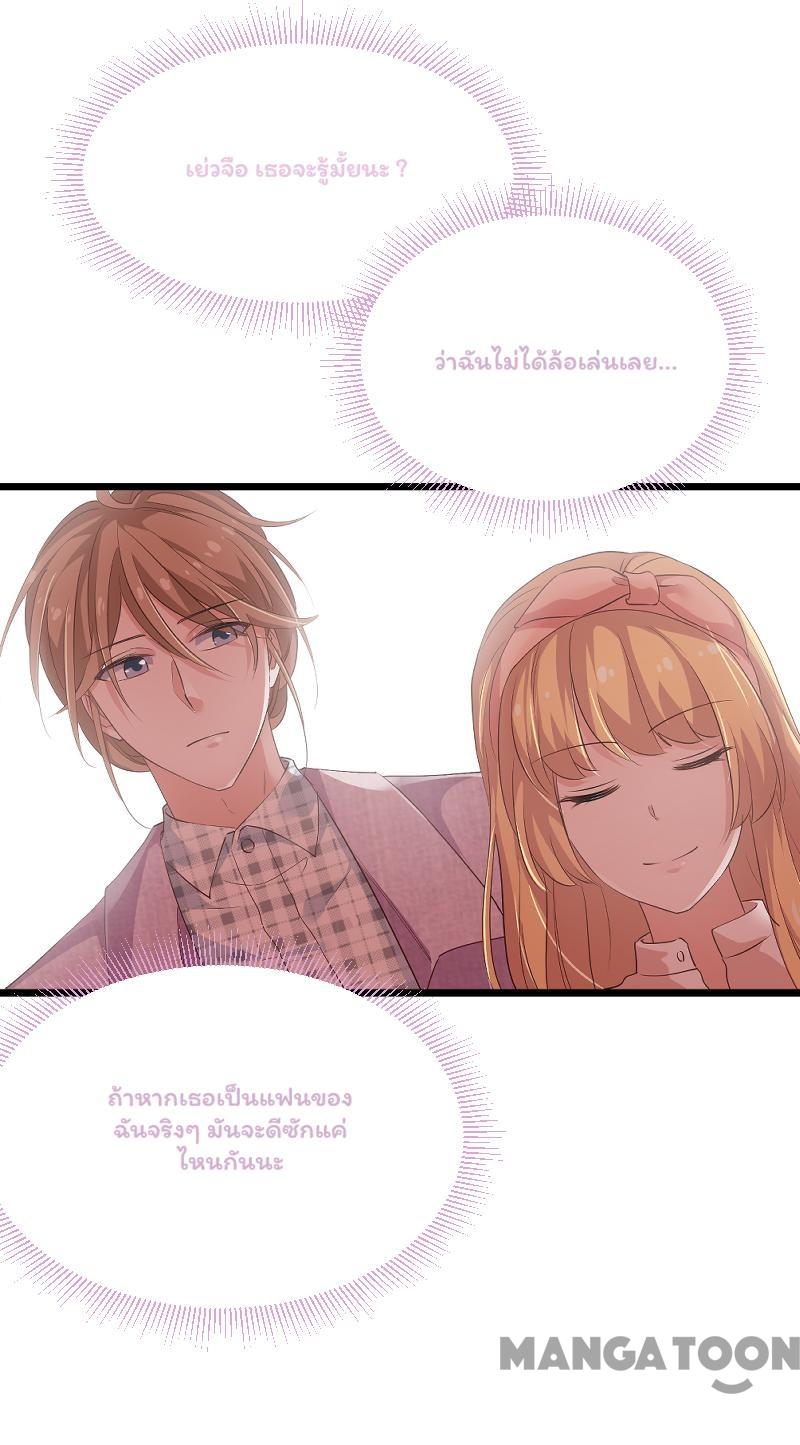 เย่วจือ เธอจะรู้มั้ยนะ ?
ว่าฉันไม่ได้ล้อเล่นเลย...
ถ้าหากเธอเป็นแฟนของ
ฉันจริงๆ มันจะดีซักแค่
ไหนกันนะ
MANGATOON